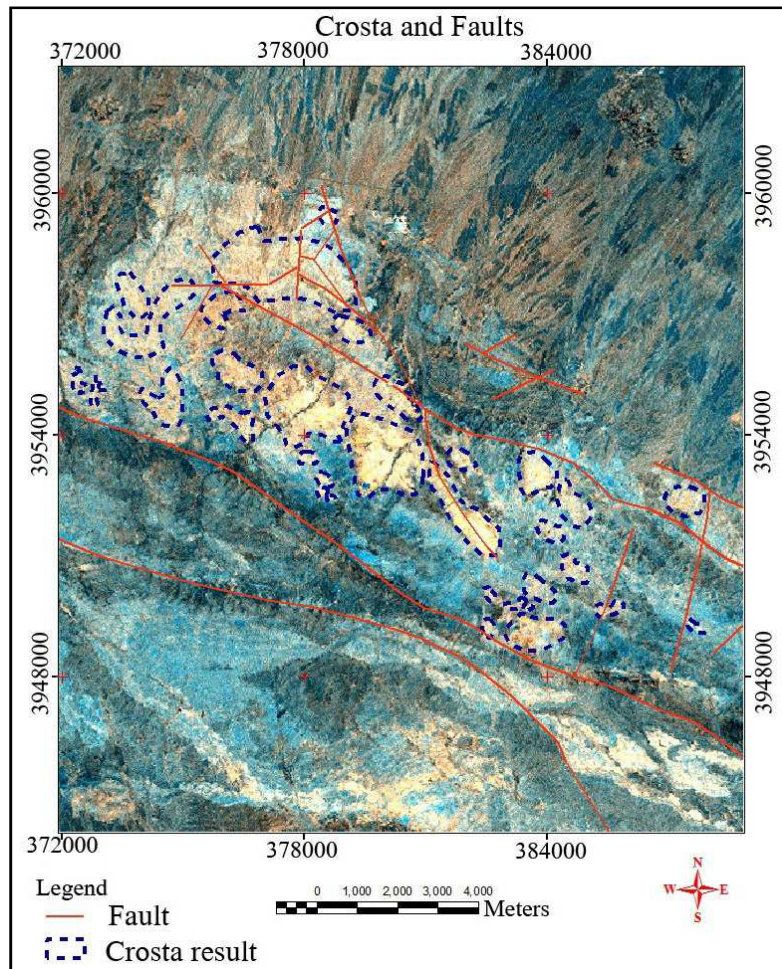 Crosta and Faults
372000 378000 384000
3960000 3960000
3954000 3954000
3948000 3948000
372000 378000 384000
N
W E
S
Legend
Fault
Crosta result
0 1,000 2,000 3,000 4,000
Meters